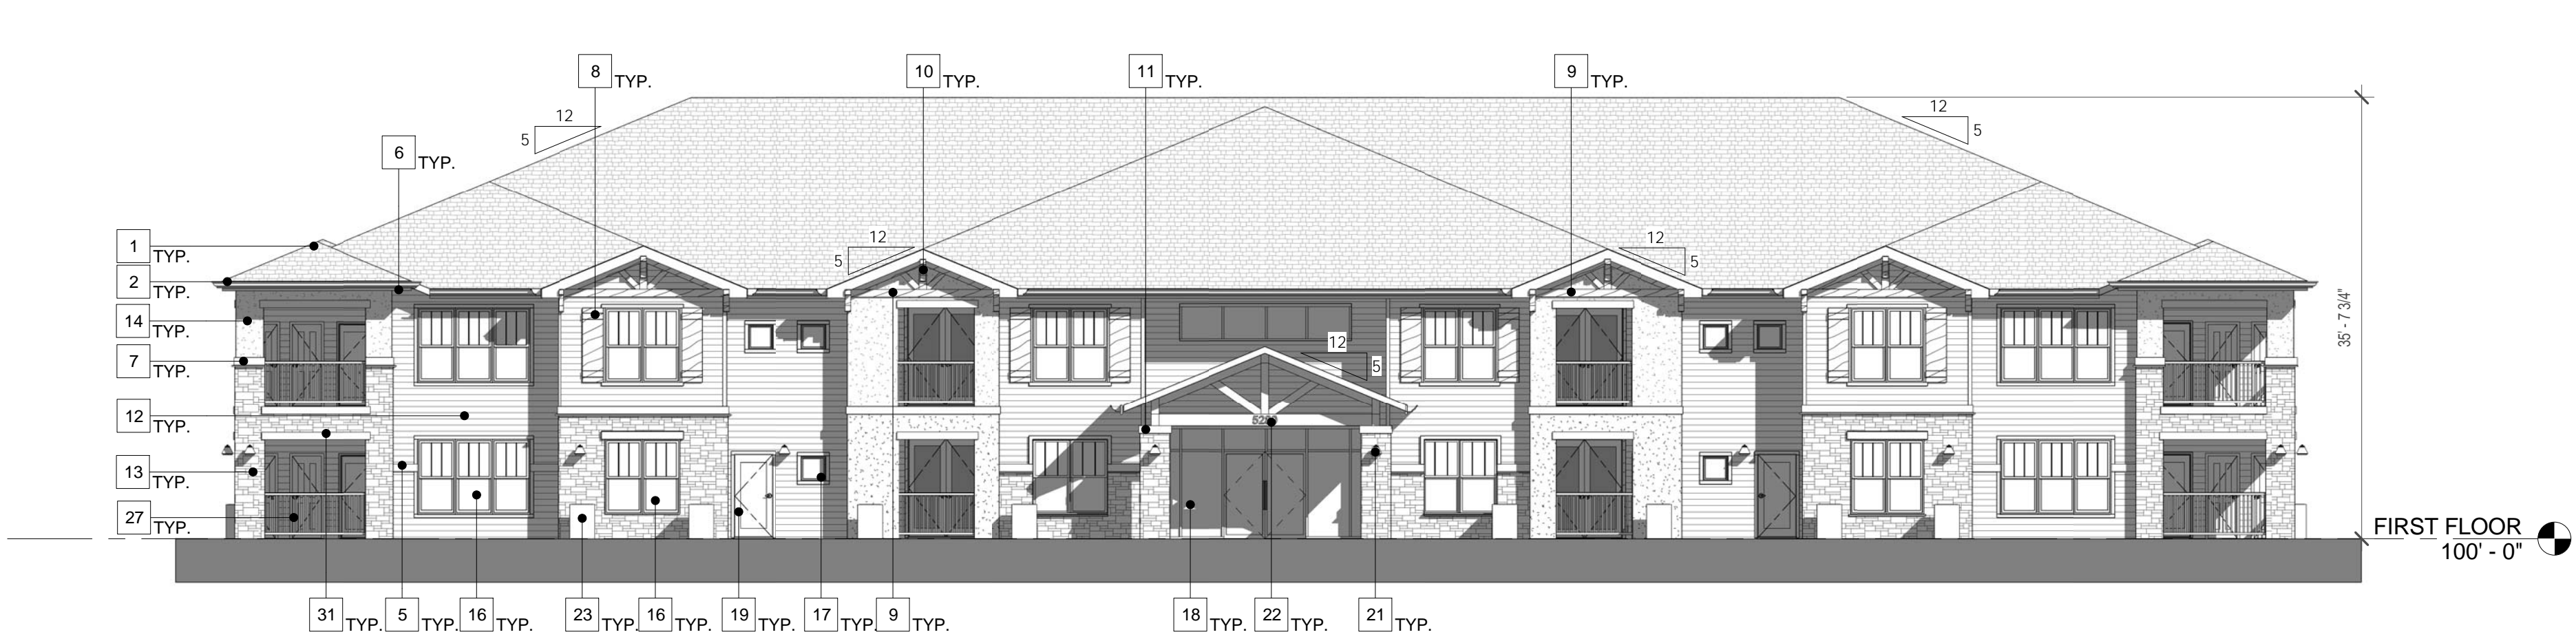 8 TYP.
10 TYP.
11 TYP.
9 TYP.
12
5
12
5
6 TYP.
1 TYP.
2 TYP.
14 TYP.
7 TYP.
12 TYP.
13 TYP.
27 TYP.
12
5
12
5
12
5
35' - 7 3/4"
FIRST FLOOR
100' - 0"
31 TYP.
5 TYP.
16 TYP.
23 TYP.
16 TYP.
19 TYP.
17 TYP.
9 TYP.
18 TYP.
22 TYP.
21 TYP.